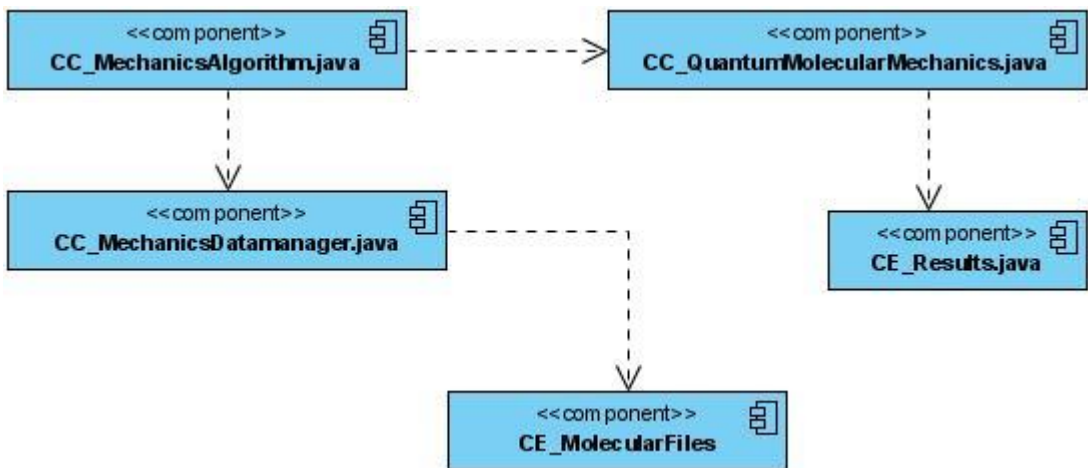 <<component>>
CC_MechanicsAlgorithm.java
<<component>>
CC_QuantumMolecularMechanics.java
<<component>>
CC_MechanicsDatamanager.java
<<component>>
CE_Results.java
<<component>>
CE_MolecularFiles